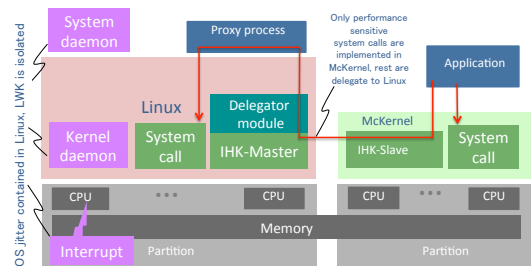 OS jitter contained in Linux, LWK is isolated
System
daemon
Proxy process
Only performance
sensitive
system calls are
implemented in
McKernel, rest are
delegate to Linux
Application
Linux
Delegator
module
McKernel
Kernel
daemon
System
call
IHK-Master
IHK-Slave
System
call
CPU
CPU
CPU
CPU
Memory
Interrupt
Partition
Partition